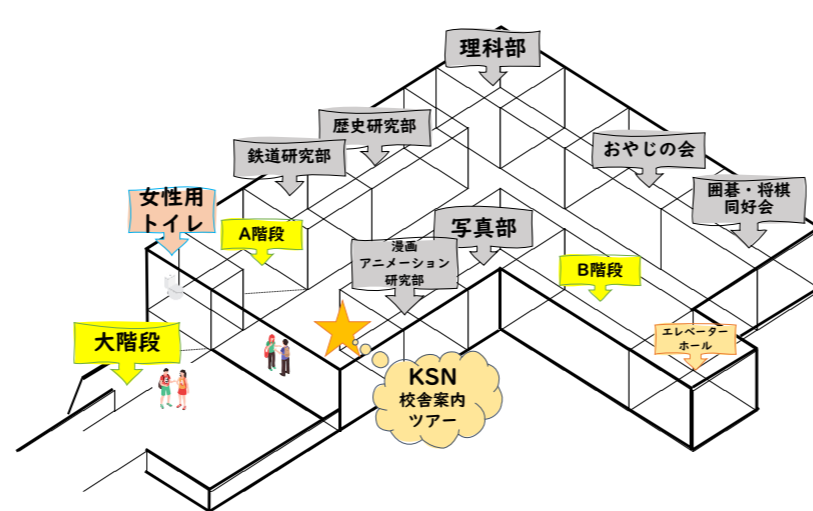 理科部
歴史研究部
鉄道研究部
おやじの会
囲碁・将棋
同好会
女性用
トイレ
A階段
写真部
漫画
アニメーション
研究部
B階段
大階段
エレベーター
ホール
KSN
校舎案内
ツアー